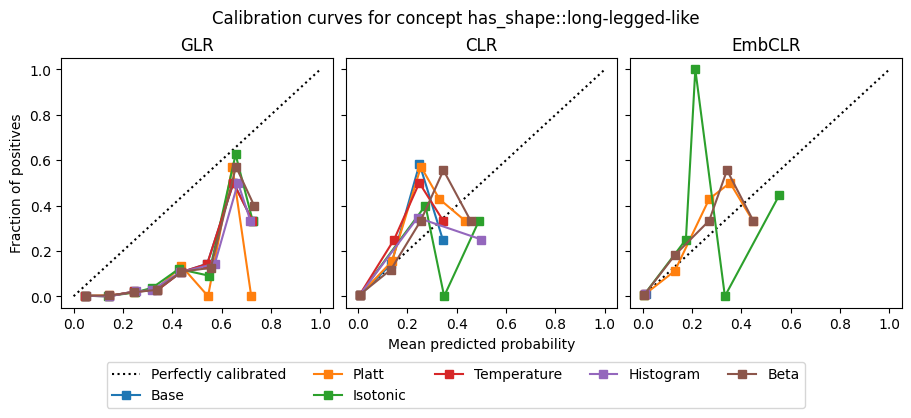 Calibration curves for concept has_shape::long-legged-like
GLR
CLR
EmbCLR
Fraction of positives
1.0
0.8
0.6
0.4
0.2
0.0
0.0 0.2 0.4 0.6 0.8 1.0
0.0 0.2 0.4 0.6 0.8 1.0
0.0 0.2 0.4 0.6 0.8 1.0
Mean predicted probability
Perfectly calibrated Platt Temperature Histogram Beta
Base Isotonic